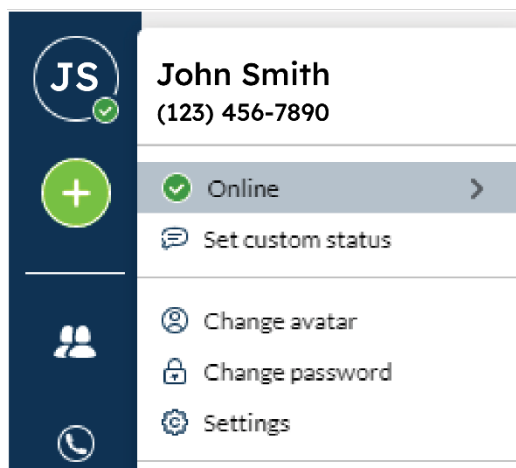 JS
John Smith
(123) 456-7890
Online
Set custom status
Change avatar
Change password
Settings